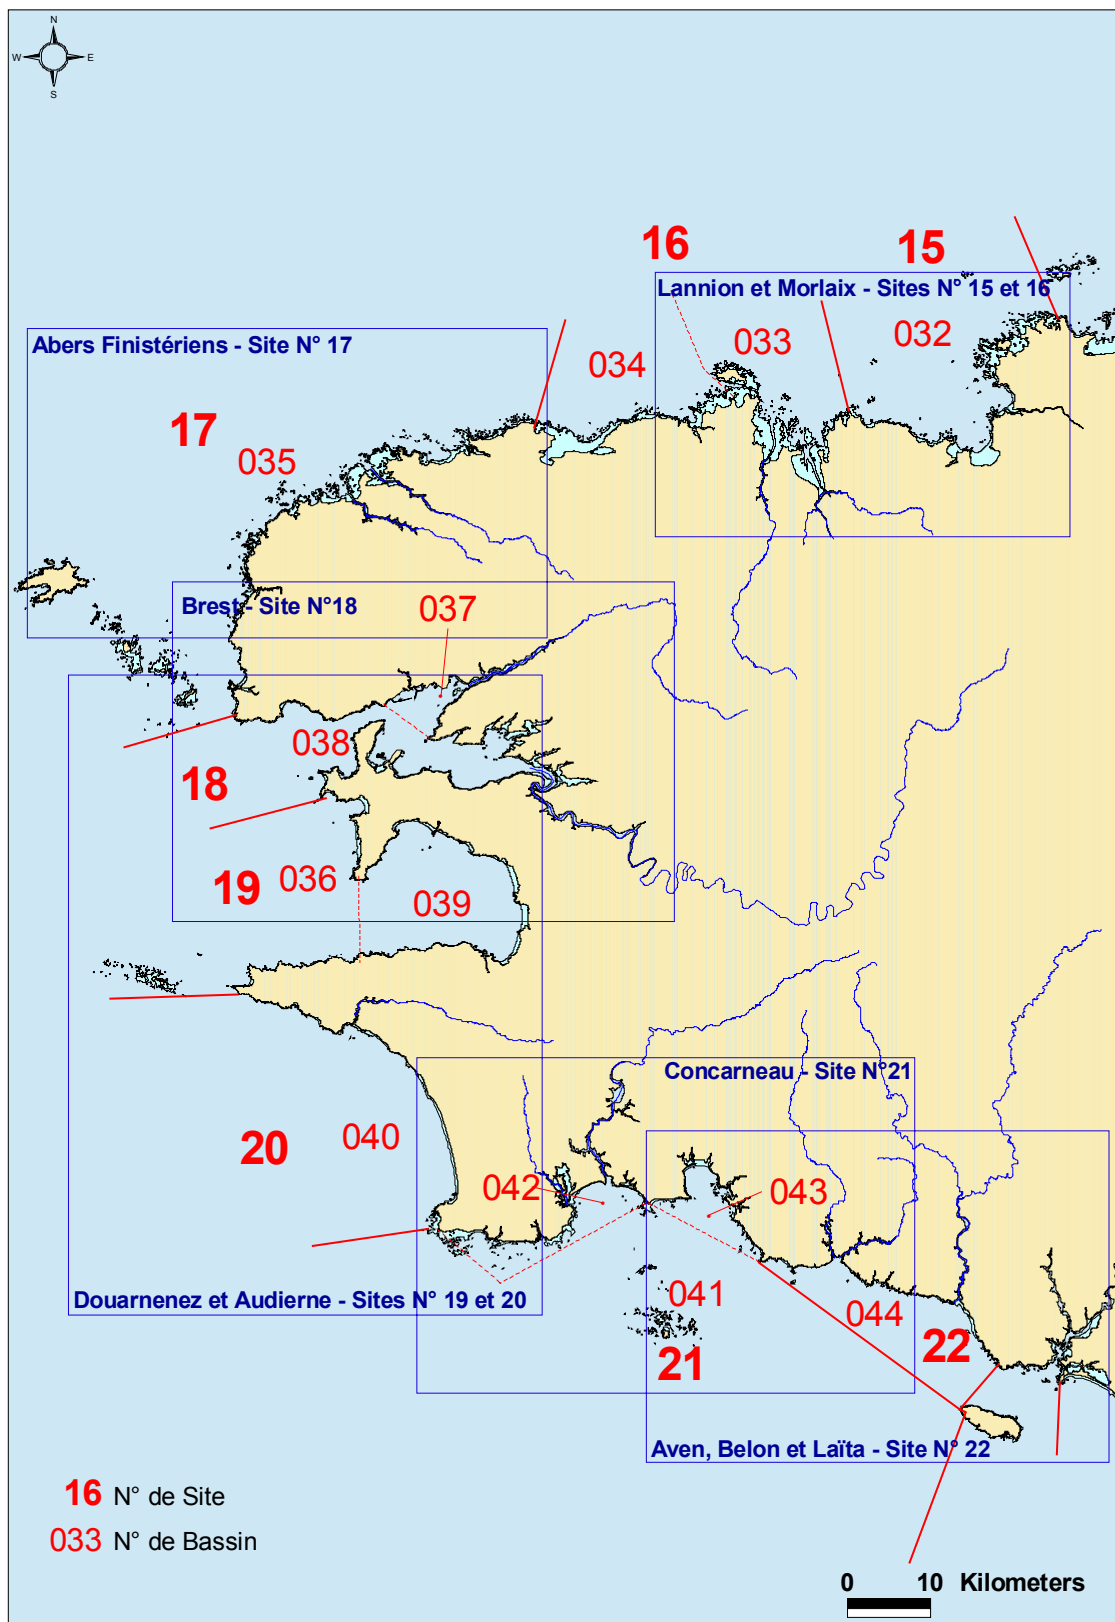 N
W
E
S
16
15
Lannion et Morlaix - Sites N° 15 et 16
032
033
034
Abers Finistériens - Site N° 17
17
035
Brest - Site N°18
037
038
18
19
036
039
Concarneau - Site N°21
20
040
042
043
Douarnenez et Audierne - Sites N° 19 et 20
041
044
22
21
Aven, Belon et Laïta - Site N° 22
16 N° de Site
033 N° de Bassin
0 10 Kilometers